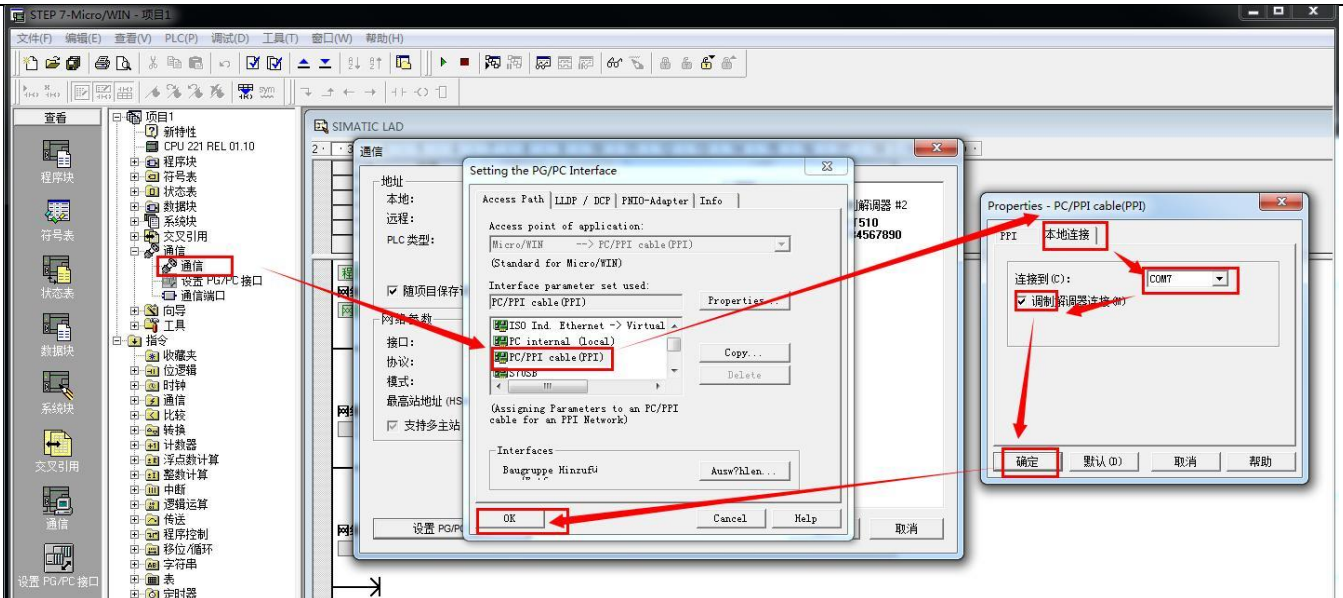 STEP 7-Micro/WIN - 项目1
文件(F) 编辑(E) 查看(V) PLC(P) 调试(D) 工具(T) 窗口(W) 帮助(H)
sym
查看
程序块
符号表
状态表
数据块
系统块
交叉引用
通信
设置 PG/PC 接口
项目1
新特性
CPU 221 REL 01.10
程序块
符号表
状态表
数据块
系统块
交叉引用
通信
通信
设置 PG/PC 接口
通信端口
向导
工具
指令
收藏夹
位逻辑
时钟
通信
比较
转换
计数器
浮点数计算
整数计算
中断
逻辑运算
传送
程序控制
移位/循环
字符串
表
定时器
SIMATIC LAD
通信
地址
本地:
远程:
PLC 类型:
随项目保存
网络参数
接口:
协议:
模式:
最高站地址 (HS
支持多主站
设置 PG/P
解调器 #2
T510
4567890
取消
Setting the PG/PC Interface
Access Path LLDP / DCP PNIO-Adapter Info
Access point of application:
Micro/WIN --> PC/PPI cable(PPI)
(Standard for Micro/WIN)
Interface parameter set used:
PC/PPI cable(PPI)
Properties...
ISO Ind. Ethernet -> Virtual
PC internal (local)
PC/PPI cable(PPI)
S7USB
Copy...
Delete
(Assigning Parameters to an PC/PPI
cable for an PPI Network)
Interfaces
Baugruppe Hinzufü
Ausw?hlen...
OK Cancel Help
Properties - PC/PPI cable(PPI)
PPI 本地连接
连接到(C): COM7
调制解调器连接(M)
确定 默认(D) 取消 帮助